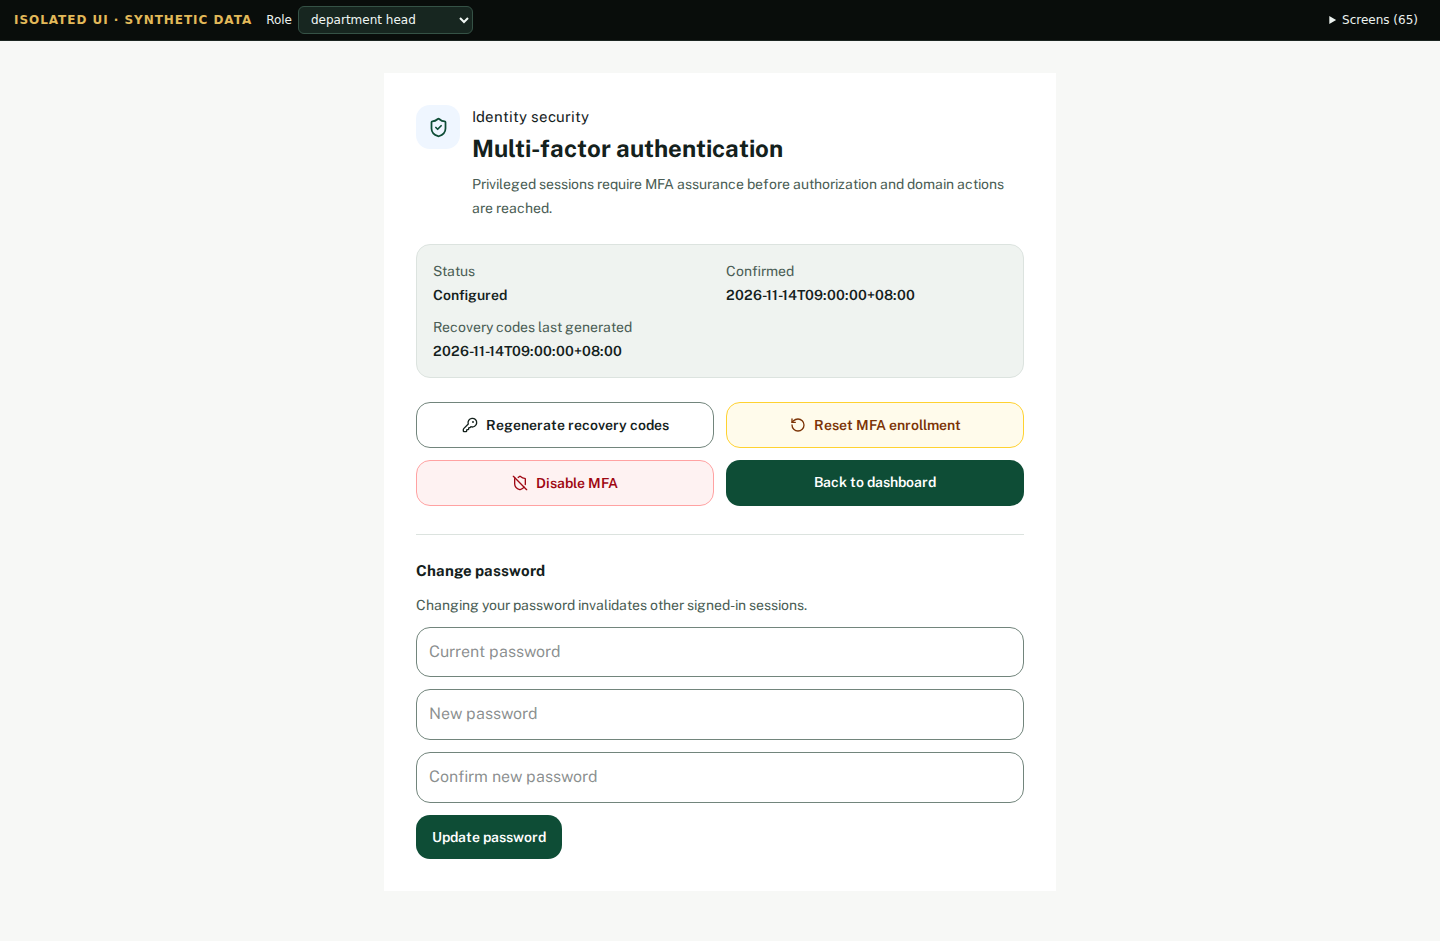 ISOLATED UI · SYNTHETIC DATA Role department head Screens (65)
Identity security
Multi-factor authentication
Privileged sessions require MFA assurance before authorization and domain actions
are reached.
Status Confirmed
Configured 2026-11-14T09:00:00+08:00
Recovery codes last generated
2026-11-14T09:00:00+08:00
Regenerate recovery codes Reset MFA enrollment
Disable MFA Back to dashboard
Change password
Changing your password invalidates other signed-in sessions.
Current password
New password
Confirm new password
Update password